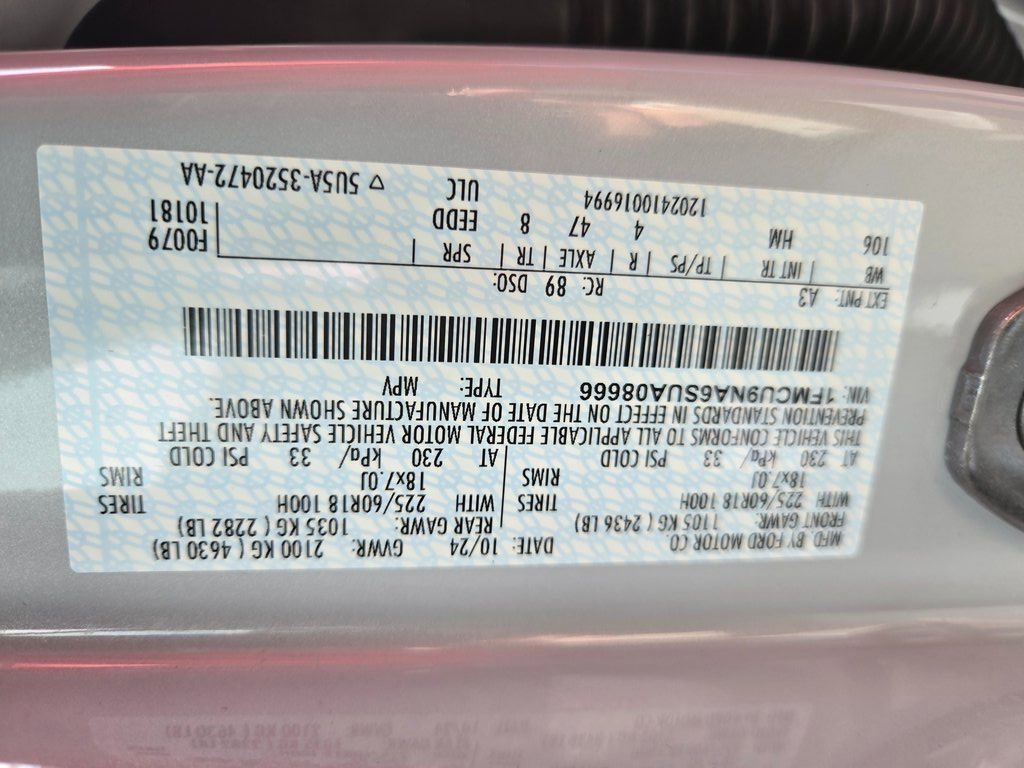 MFD. BY FORD MOTOR CO. DATE: 10/24 GVWR: 2100 KG ( 4630 LB)
FRONT GAWR: 1105 KG ( 2436 LB) REAR GAWR: 1035 KG ( 2282 LB)
WITH 225/60R18 100H TIRES WITH 225/60R18 100H TIRES
18x7.0J RIMS 18x7.0J RIMS
AT 230 kPa/ 33 PSI COLD AT 230 kPa/ 33 PSI COLD
THIS VEHICLE CONFORMS TO ALL APPLICABLE FEDERAL MOTOR VEHICLE SAFETY AND THEFT
PREVENTION STANDARDS IN EFFECT ON THE DATE OF MANUFACTURE SHOWN ABOVE.
VIN: 1FMCU9NA6SUA08666 TYPE: MPV
EXT PNT: A3 RC: 89 DSO:
WB | INT TR | TP/PS | R | AXLE | TR | SPR | F0079
106 HM 4 47 8 EEDD 10181
1202410016994 ULC ▽ 5U5A-3520472-AA